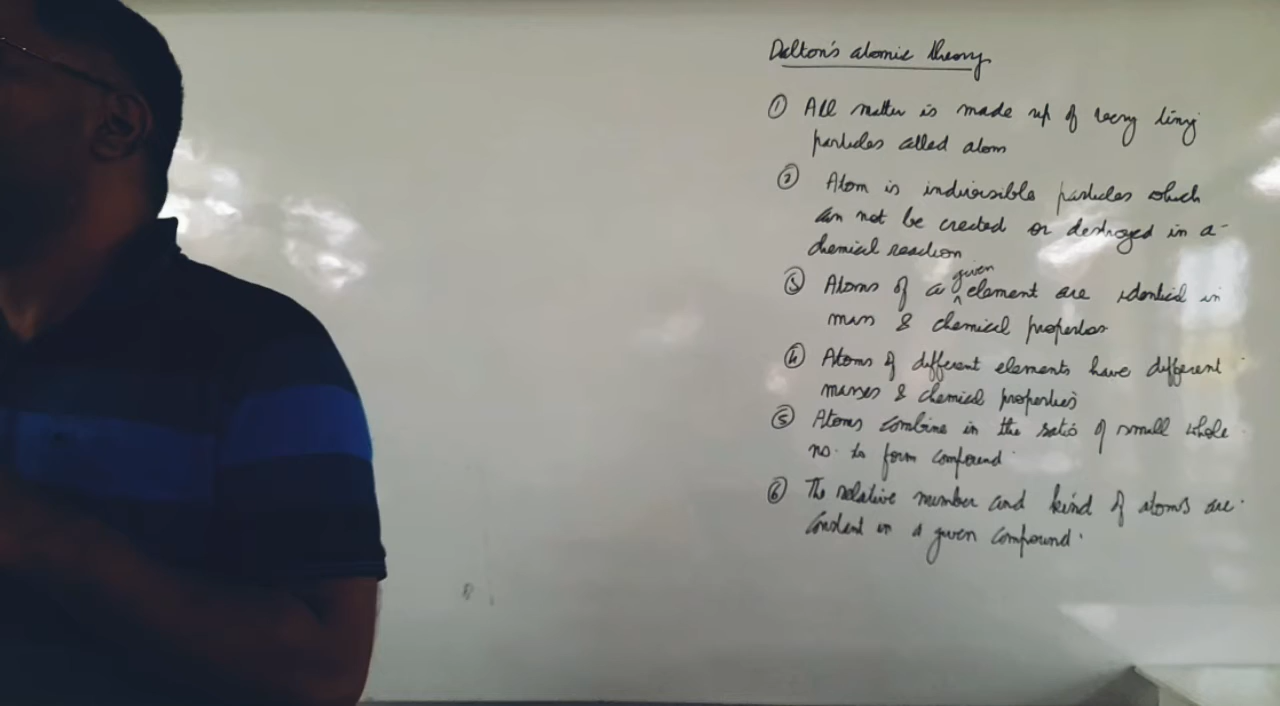 Dalton's atomic theory
① All matter is made up of very tiny
particles called atom
② Atom is indivisible particles which
can not be created or destroyed in a
chemical reaction
③ Atoms of a given element are identical in
mass & chemical properties
④ Atoms of different elements have different
masses & chemical properties
⑤ Atoms combine in the ratio of small whole
no. to form compound
⑥ The relative number and kind of atoms are
constant in a given compound.